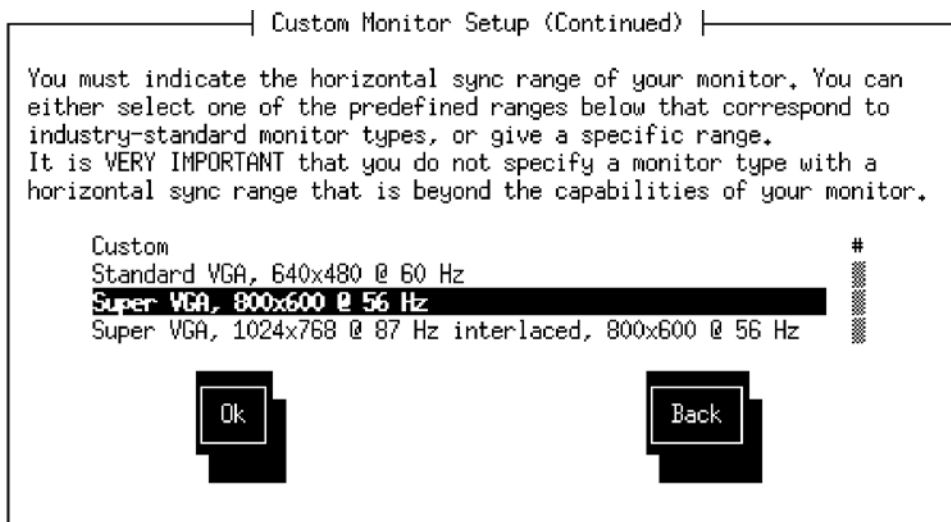 Custom Monitor Setup (Continued)
You must indicate the horizontal sync range of your monitor. You can
either select one of the predefined ranges below that correspond to
industry-standard monitor types, or give a specific range.
It is VERY IMPORTANT that you do not specify a monitor type with a
horizontal sync range that is beyond the capabilities of your monitor.
Custom #
Standard VGA, 640x480 @ 60 Hz
Super VGA, 800x600 @ 56 Hz
Super VGA, 1024x768 @ 87 Hz interlaced, 800x600 @ 56 Hz
Ok Back